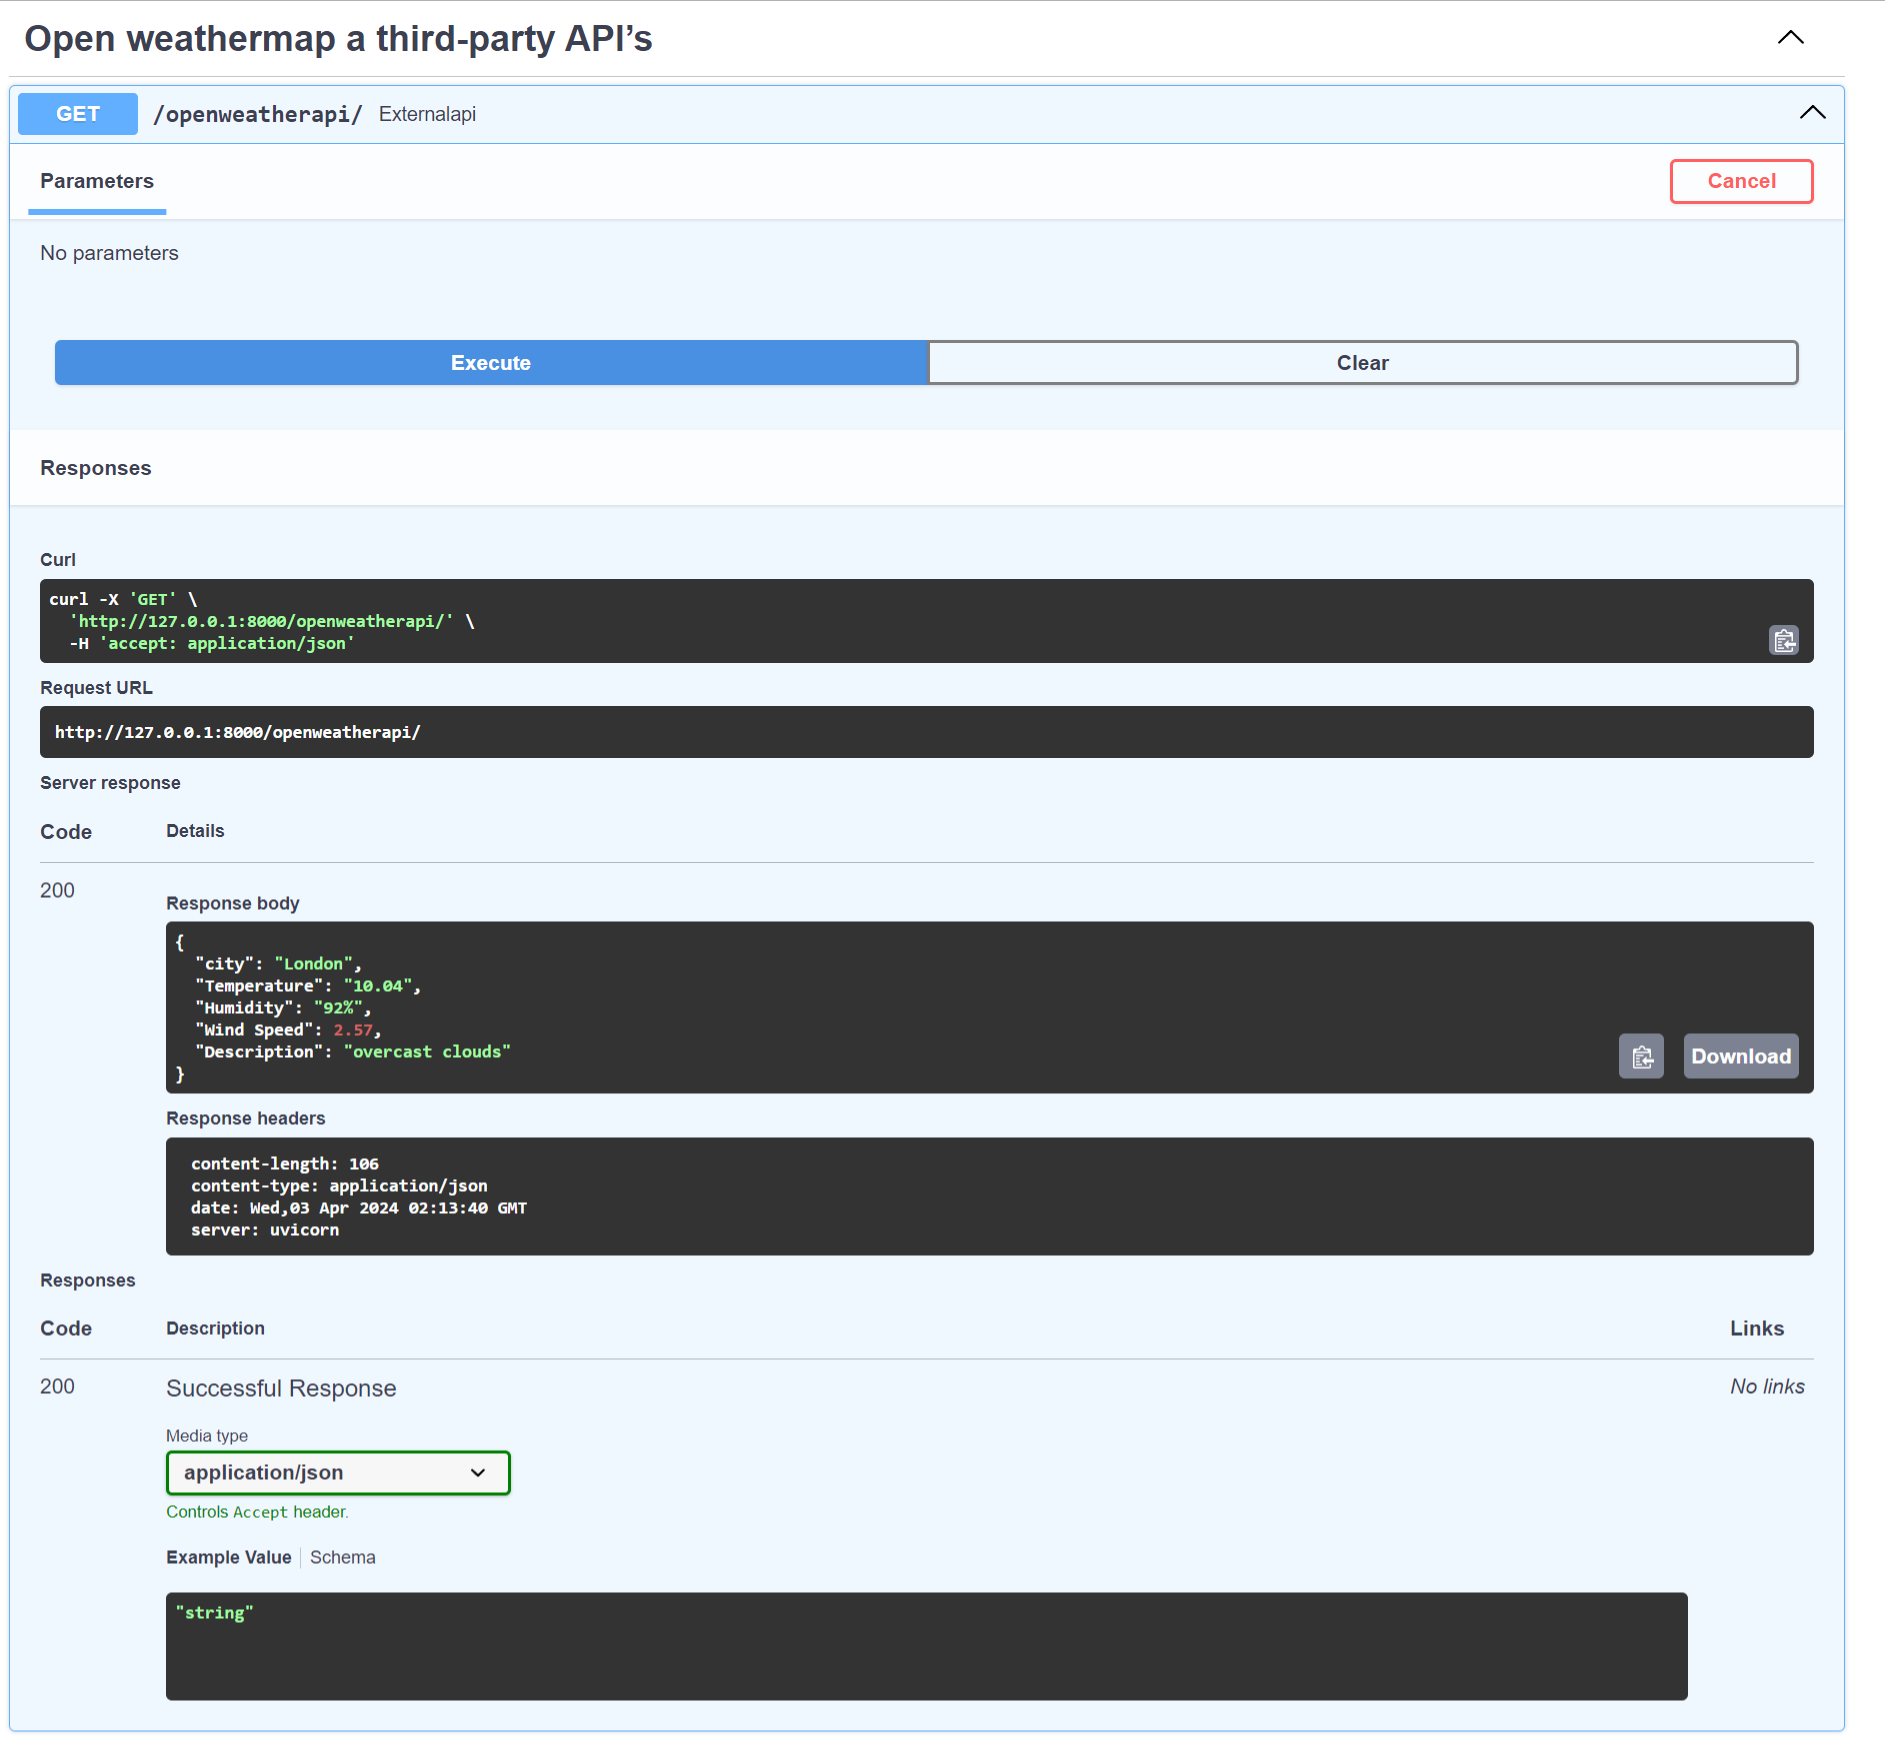 Open weathermap a third-party API’s
GET /openweatherapi/ Externalapi
Parameters
Cancel
No parameters
Execute
Clear
Responses
Curl
curl -X 'GET' \
  'http://127.0.0.1:8000/openweatherapi/' \
  -H 'accept: application/json'
Request URL
http://127.0.0.1:8000/openweatherapi/
Server response
Code Details
200
Response body
{
  "city": "London",
  "Temperature": "10.04",
  "Humidity": "92%",
  "Wind Speed": 2.57,
  "Description": "overcast clouds"
}
Download
Response headers
content-length: 106
content-type: application/json
date: Wed,03 Apr 2024 02:13:40 GMT
server: uvicorn
Responses
Code Description Links
200 Successful Response No links
Media type
application/json
Controls Accept header.
Example Value Schema
"string"